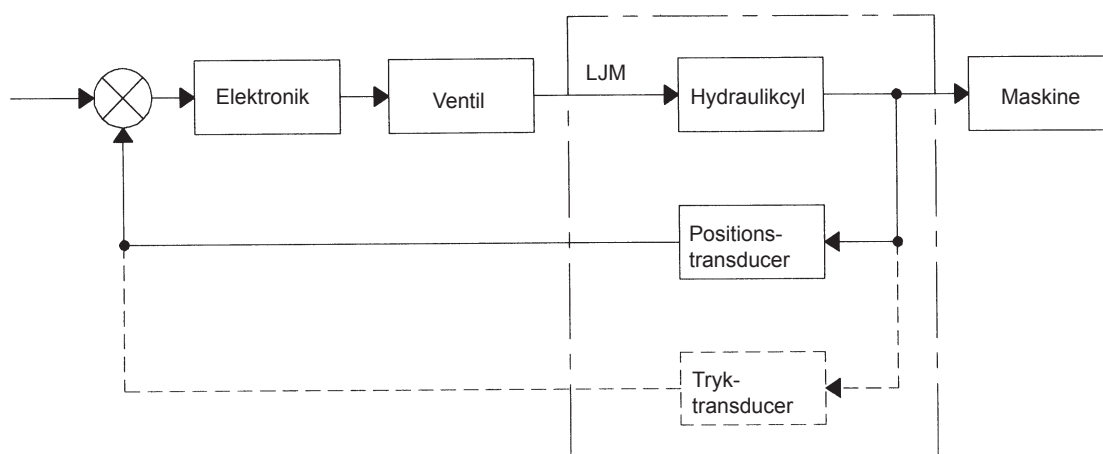 LJM
Elektronik
Ventil
Hydraulikcyl
Maskine
Positions-
transducer
Tryk-
transducer